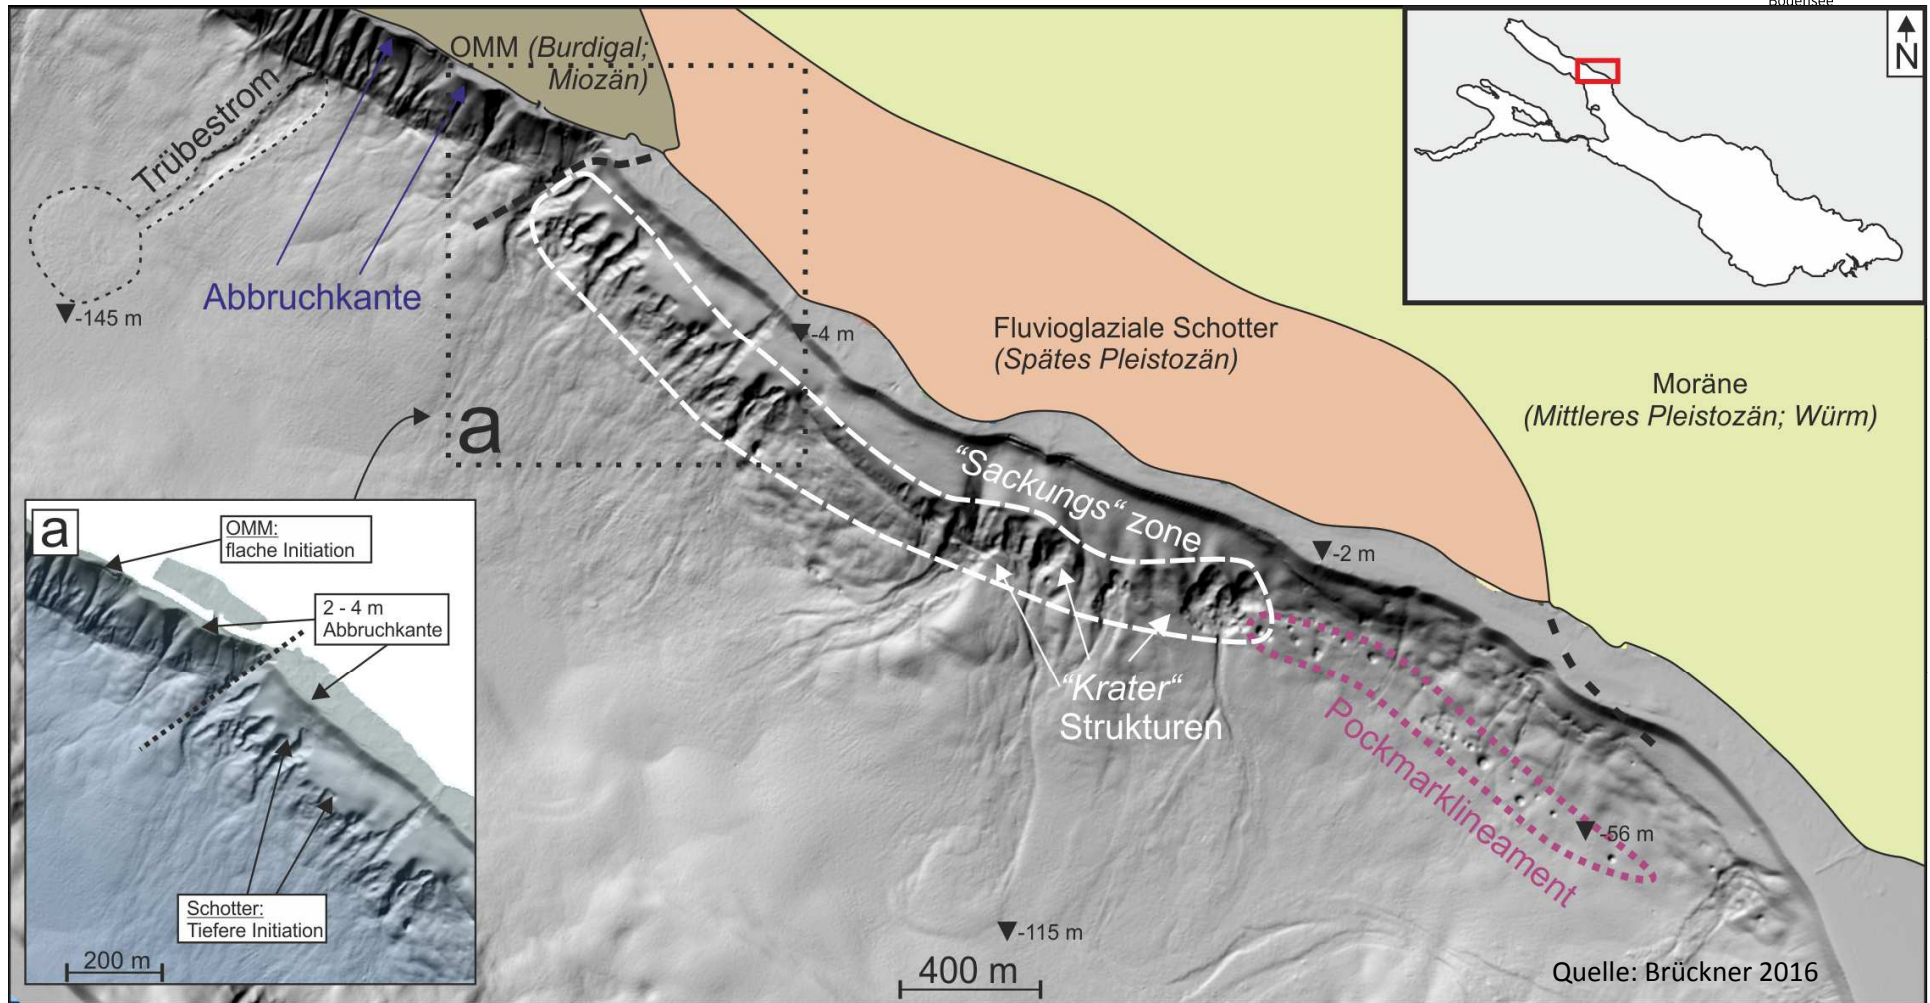 Bodensee
N
OMM (Burdigal;
Miozän)
Trübestrom
Abbruchkante
-145 m
-4 m
Fluvioglaziale Schotter
(Spätes Pleistozän)
Moräne
(Mittleres Pleistozän; Würm)
a
"Sackungs" zone
-2 m
"Krater"
Strukturen
Pockmarklineament
-56 m
-115 m
400 m
Quelle: Brückner 2016
a
OMM:
flache Initiation
2 - 4 m
Abbruchkante
Schotter:
Tiefere Initiation
200 m